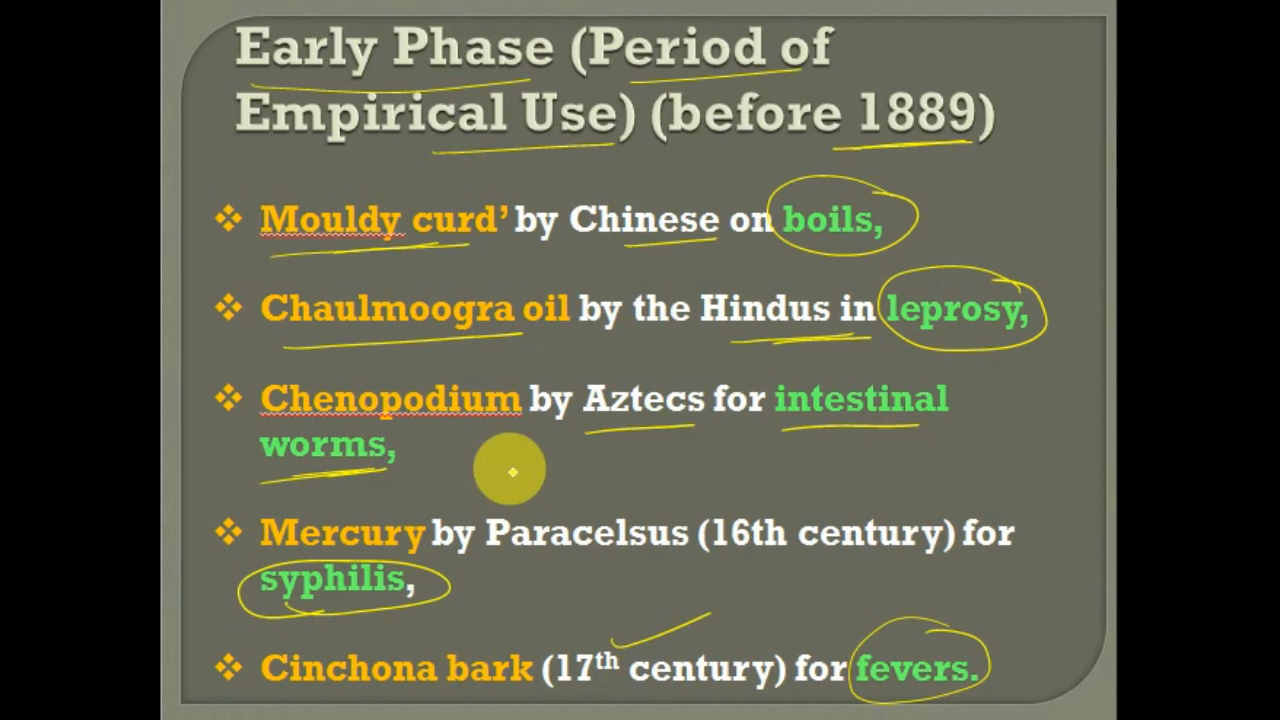 Early Phase (Period of
Empirical Use) (before 1889)
Mouldy curd’ by Chinese on boils,
Chaulmoogra oil by the Hindus in leprosy,
Chenopodium by Aztecs for intestinal
worms,
Mercury by Paracelsus (16th century) for
syphilis,
Cinchona bark (17th century) for fevers.